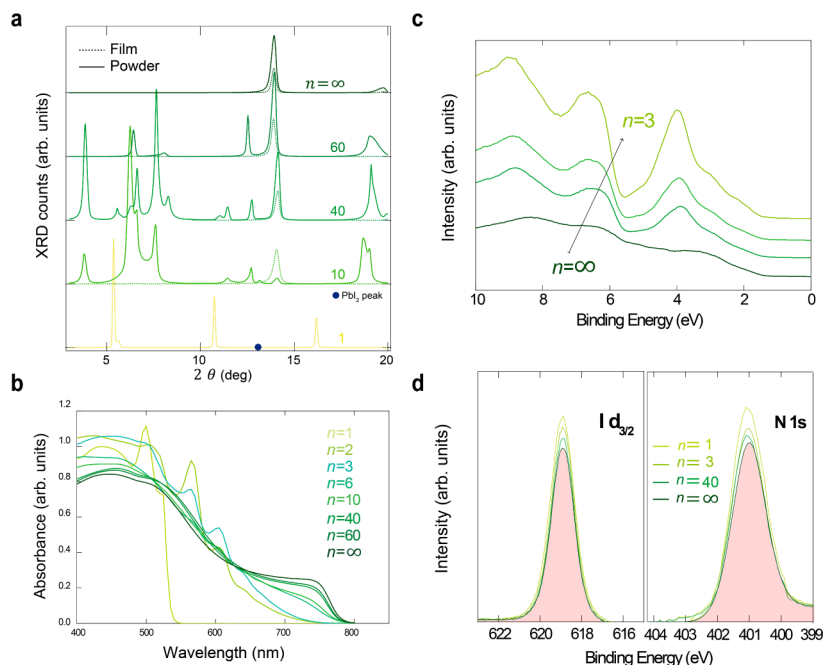 a
Film
Powder
n=∞
60
40
10
PbI₂ peak
1
XRD counts (arb. units)
5
10
15
20
2 θ (deg)
b
1.2
1.0
0.8
0.6
0.4
0.2
0.0
Absorbance (arb. units)
n=1
n=2
n=3
n=6
n=10
n=40
n=60
n=∞
400
500
600
700
800
Wavelength (nm)
c
Intensity (arb. units)
n=3
n=∞
10
8
6
4
2
0
Binding Energy (eV)
d
Intensity (arb. units)
I d₃/₂
N 1s
n=1
n=3
n=40
n=∞
622
620
618
616
404
403
402
401
400
399
Binding Energy (eV)